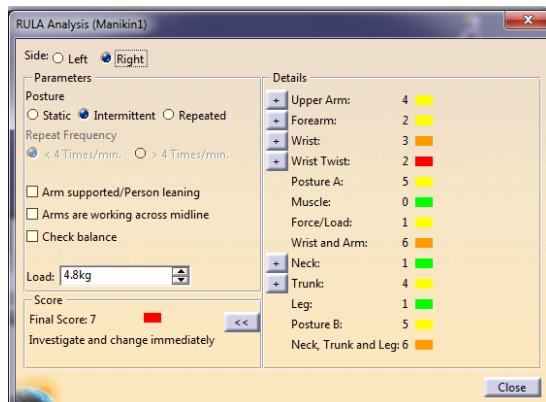 RULA Analysis (Manikin1)
Side: Left Right
Parameters
Posture
Static Intermittent Repeated
Repeat Frequency
< 4 Times/min. > 4 Times/min.
Arm supported/Person leaning
Arms are working across midline
Check balance
Load: 4.8kg
Score
Final Score: 7
<<
Investigate and change immediately
Details
+ Upper Arm: 4
+ Forearm: 2
+ Wrist: 3
+ Wrist Twist: 2
Posture A: 5
Muscle: 0
Force/Load: 1
Wrist and Arm: 6
+ Neck: 1
+ Trunk: 4
Leg: 1
Posture B: 5
Neck, Trunk and Leg: 6
Close